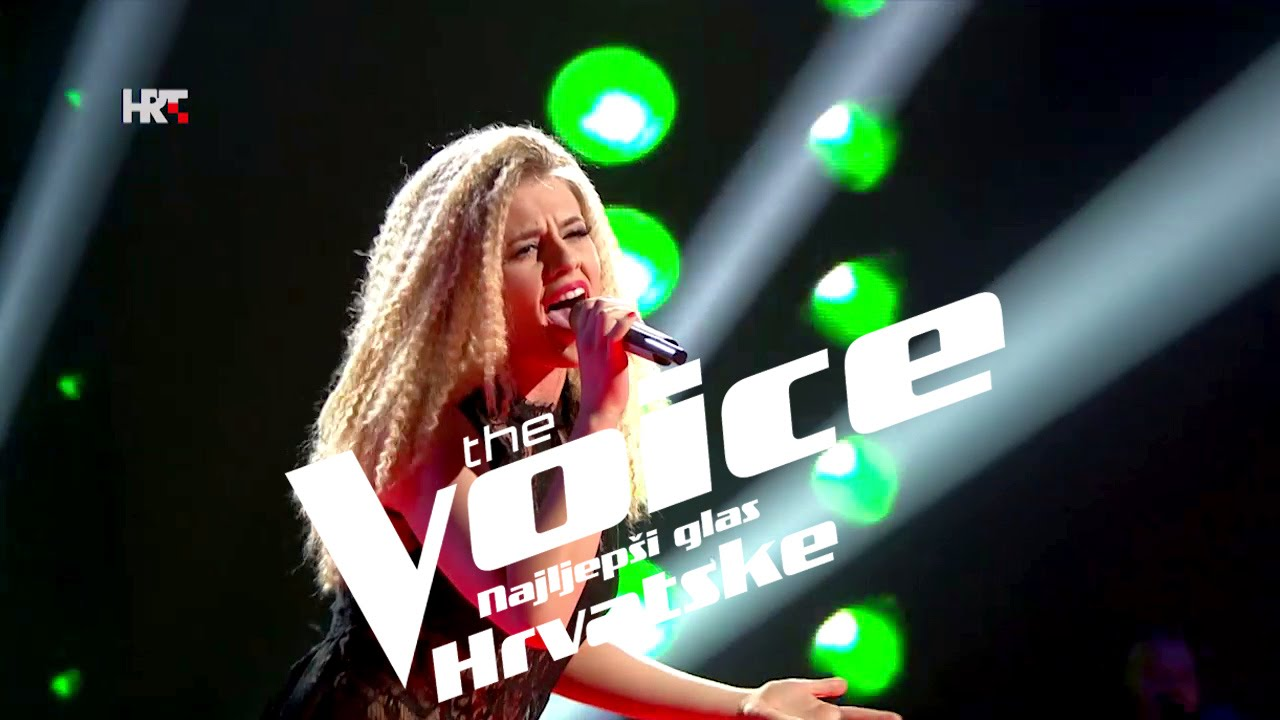 HRT
the
Voice
Najljepši glas
Hrvatske